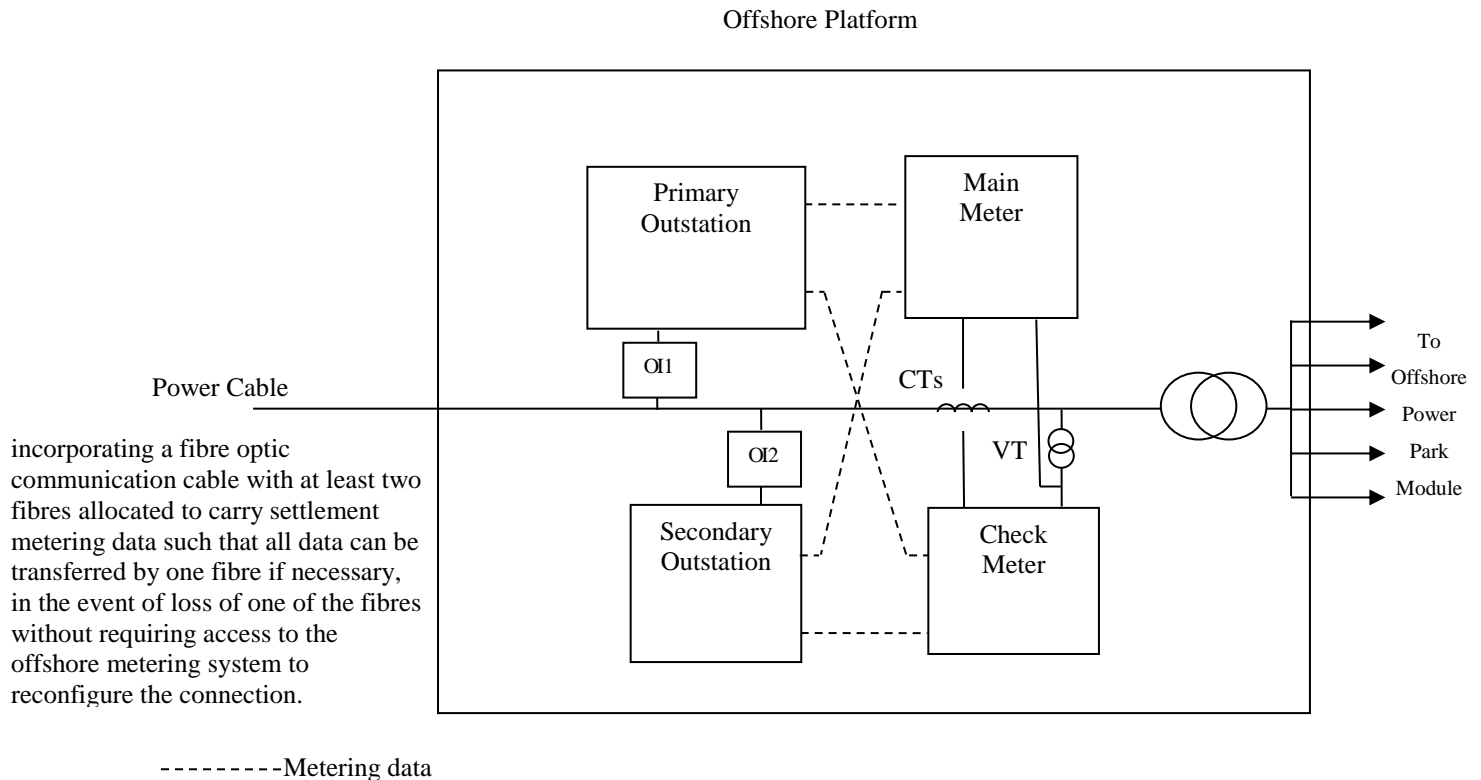 Offshore Platform
Primary
Outstation
Main
Meter
OI1
CTs
Power Cable
incorporating a fibre optic
communication cable with at least two
fibres allocated to carry settlement
metering data such that all data can be
transferred by one fibre if necessary,
in the event of loss of one of the fibres
without requiring access to the
offshore metering system to
reconfigure the connection.
OI2
VT
Secondary
Outstation
Check
Meter
To
Offshore
Power
Park
Module
Metering data